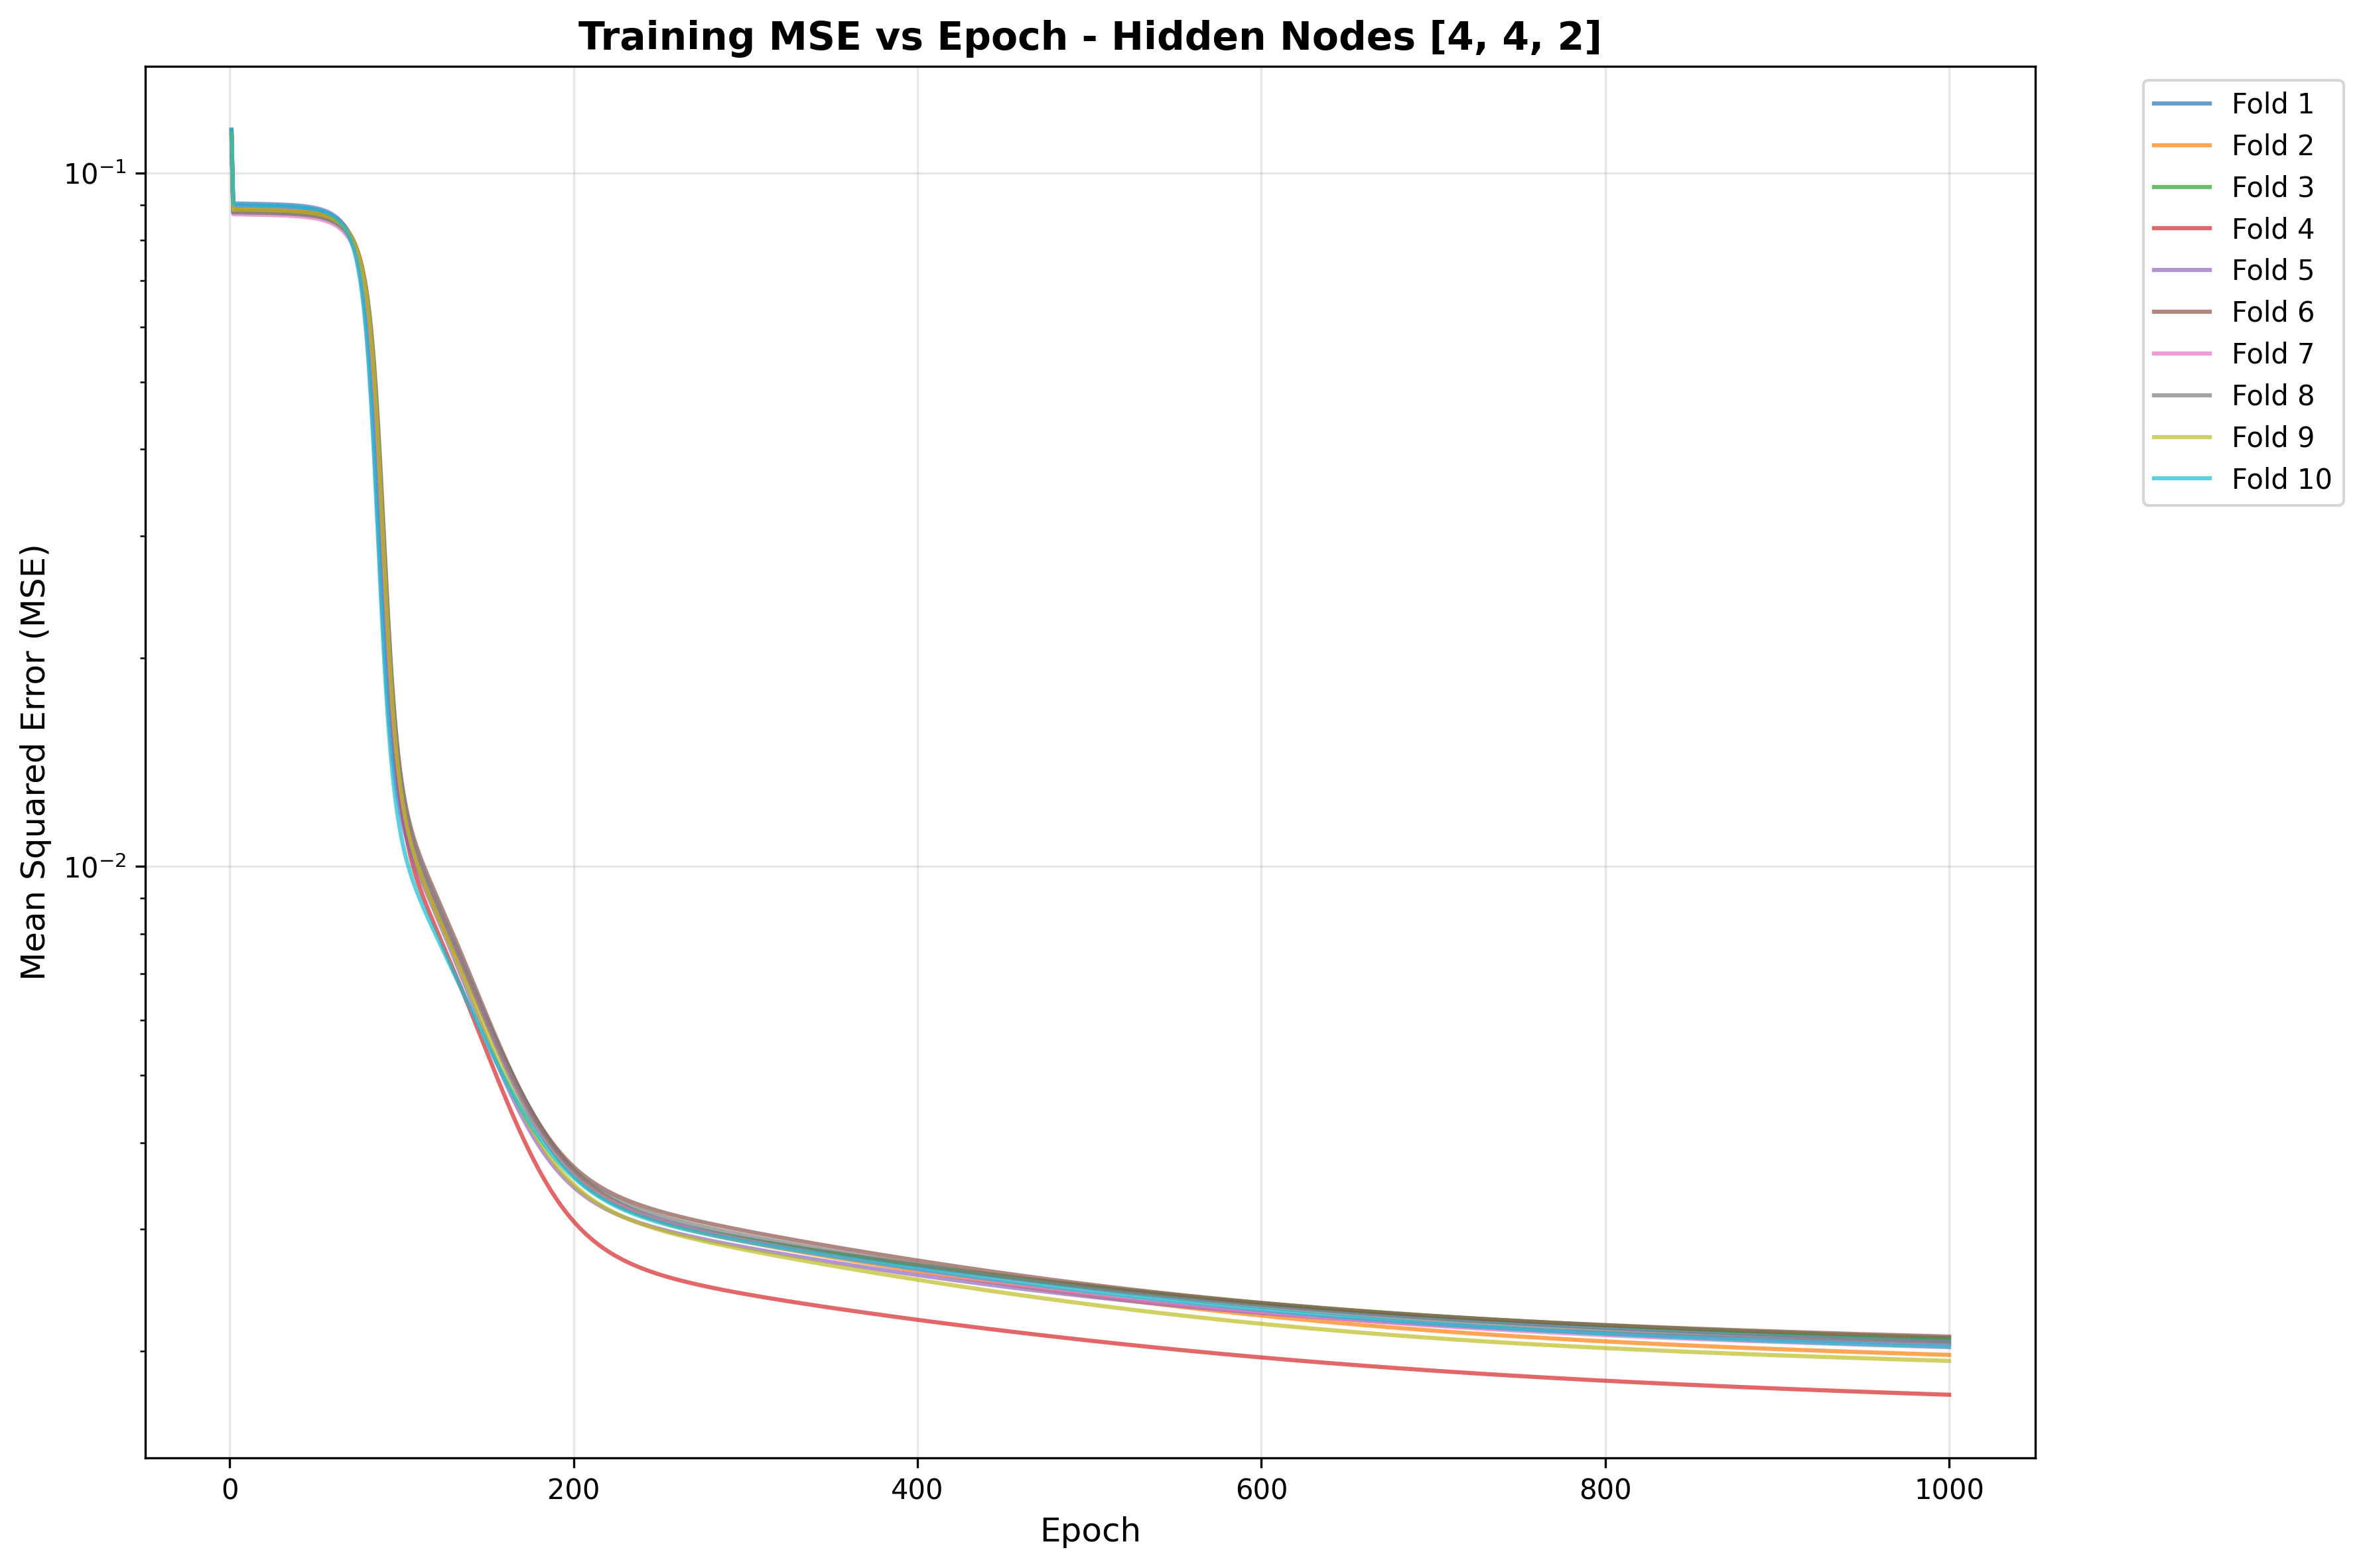 Training MSE vs Epoch - Hidden Nodes [4, 4, 2]
Mean Squared Error (MSE)
10⁻¹
10⁻²
0 200 400 600 800 1000
Epoch
Fold 1
Fold 2
Fold 3
Fold 4
Fold 5
Fold 6
Fold 7
Fold 8
Fold 9
Fold 10